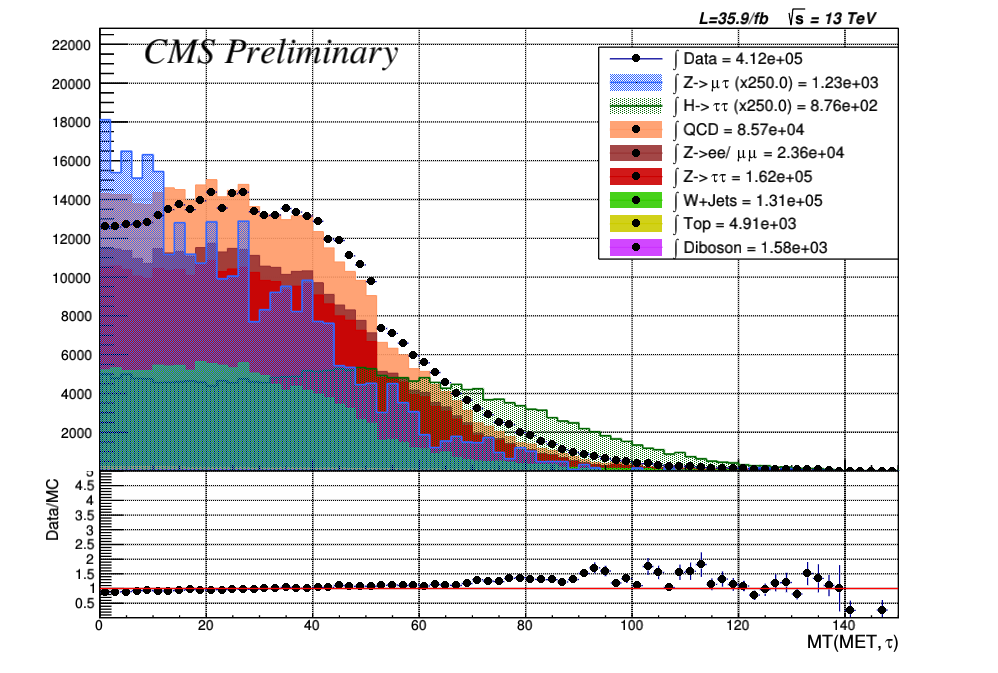 L=35.9/fb √s = 13 TeV
CMS Preliminary
∫ Data = 4.12e+05
∫ Z->μτ (x250.0) = 1.23e+03
∫ H->ττ (x250.0) = 8.76e+02
∫ QCD = 8.57e+04
∫ Z->ee/ μμ = 2.36e+04
∫ Z->ττ = 1.62e+05
∫ W+Jets = 1.31e+05
∫ Top = 4.91e+03
∫ Diboson = 1.58e+03
22000
20000
18000
16000
14000
12000
10000
8000
6000
4000
2000
Data/MC
5
4.5
4
3.5
3
2.5
2
1.5
1
0.5
0 20 40 60 80 100 120 140
MT(MET, τ)